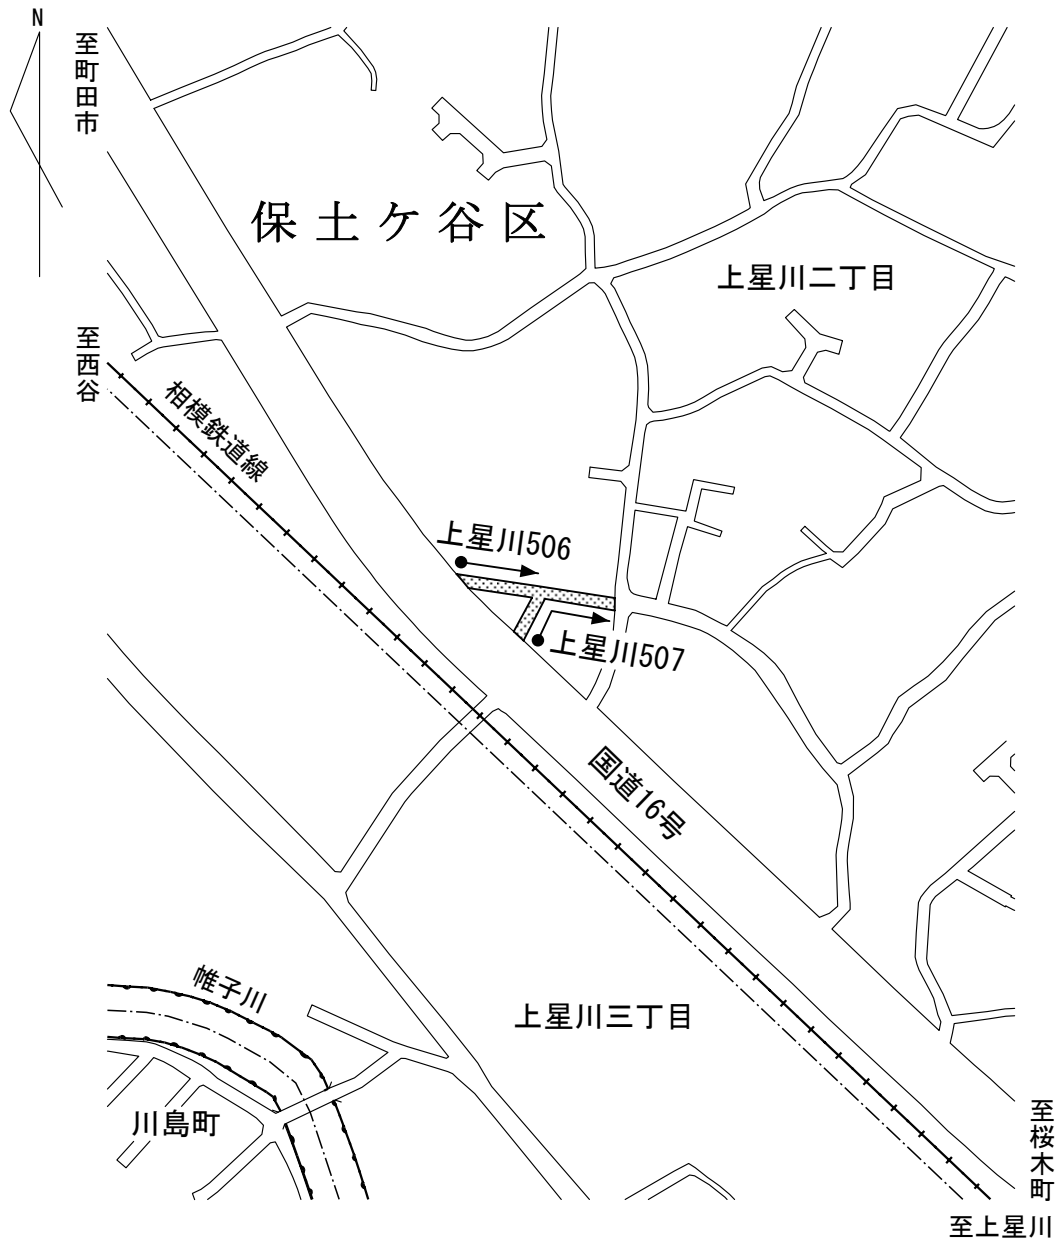 N
至町田市
保土ケ谷区
上星川二丁目
至西谷
相模鉄道線
上星川506
上星川507
国道16号
帷子川
上星川三丁目
川島町
至桜木町
至上星川